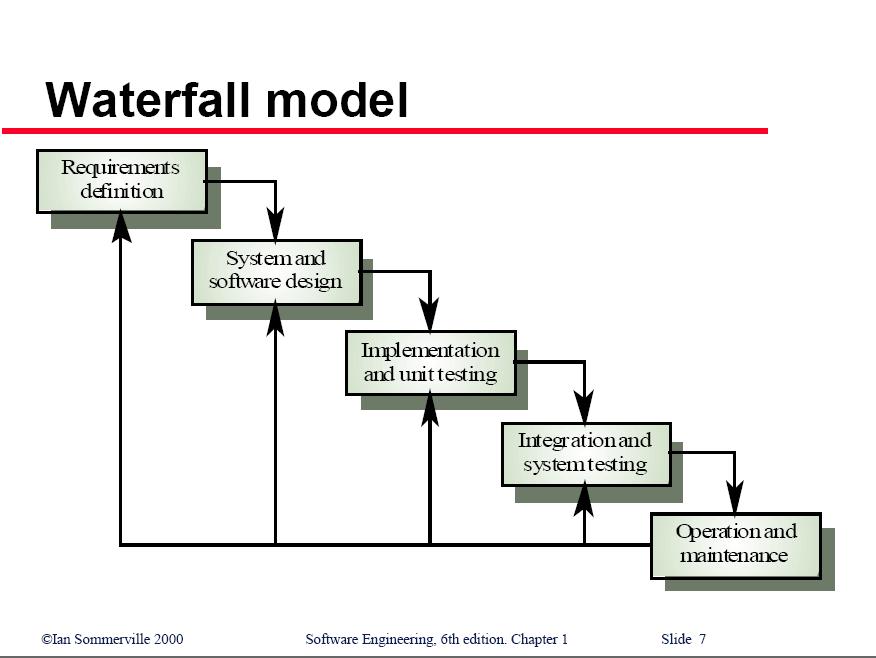 Waterfall model
Requirements
definition
System and
software design
Implementation
and unit testing
Integration and
system testing
Operation and
maintenance
©Ian Sommerville 2000 Software Engineering, 6th edition. Chapter 1 Slide 7